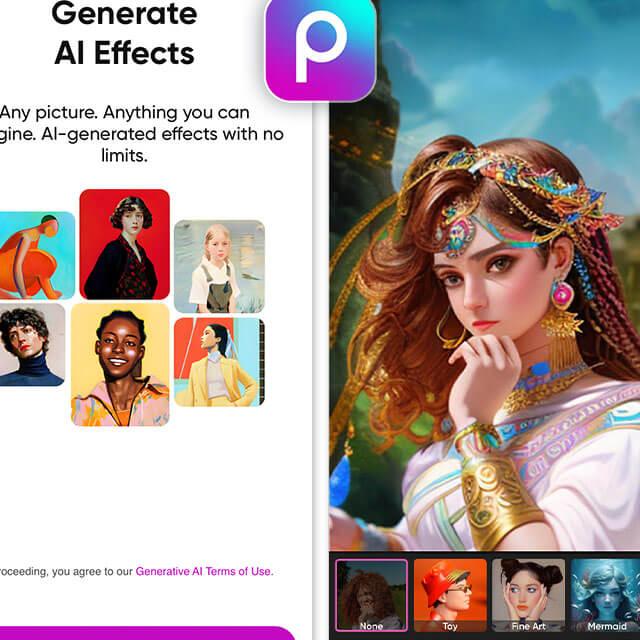 Generate
AI Effects
Any picture. Anything you can
gine. AI-generated effects with no
limits.
roceeding, you agree to our Generative AI Terms of Use.
None
Toy
Fine Art
Mermaid